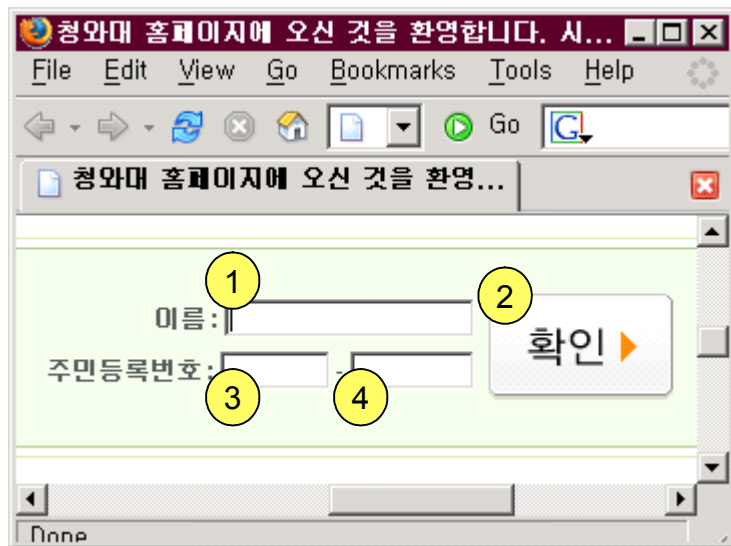 청와대 홈페이지에 오신 것을 환영합니다. 시...
File Edit View Go Bookmarks Tools Help
Go G
청와대 홈페이지에 오신 것을 환영...
1
2
이름:
확인
주민등록번호: -
3
4
Done